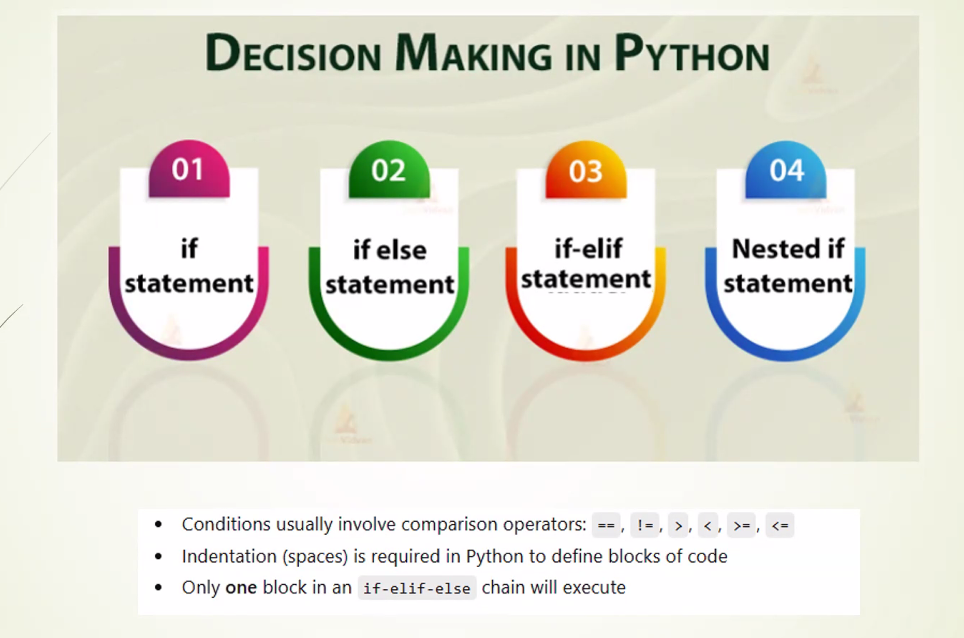 DECISION MAKING IN PYTHON
01
if
statement
02
if else
statement
03
if-elif
statement
04
Nested if
statement
• Conditions usually involve comparison operators: ==, !=, >, <, >=, <=
• Indentation (spaces) is required in Python to define blocks of code
• Only one block in an if-elif-else chain will execute